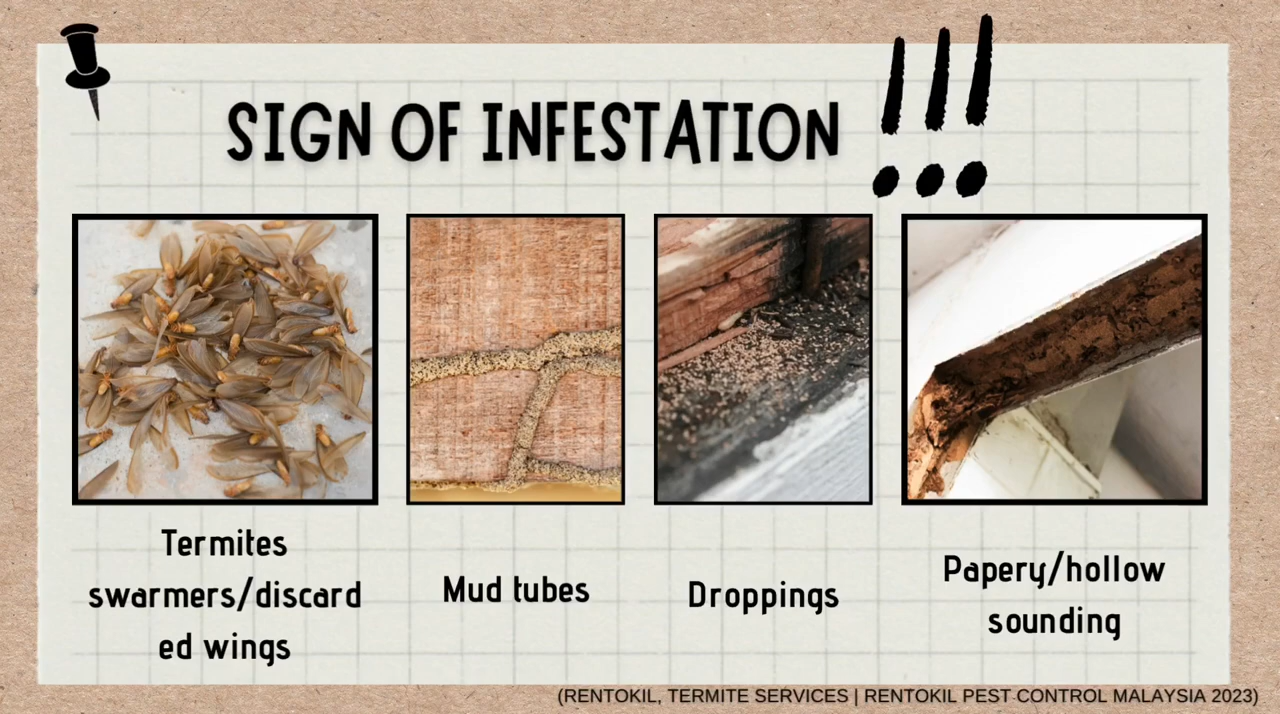 SIGN OF INFESTATION !!!
Termites
swarmers/discard
ed wings
Mud tubes
Droppings
Papery/hollow
sounding
(RENTOKIL, TERMITE SERVICES | RENTOKIL PEST CONTROL MALAYSIA 2023)